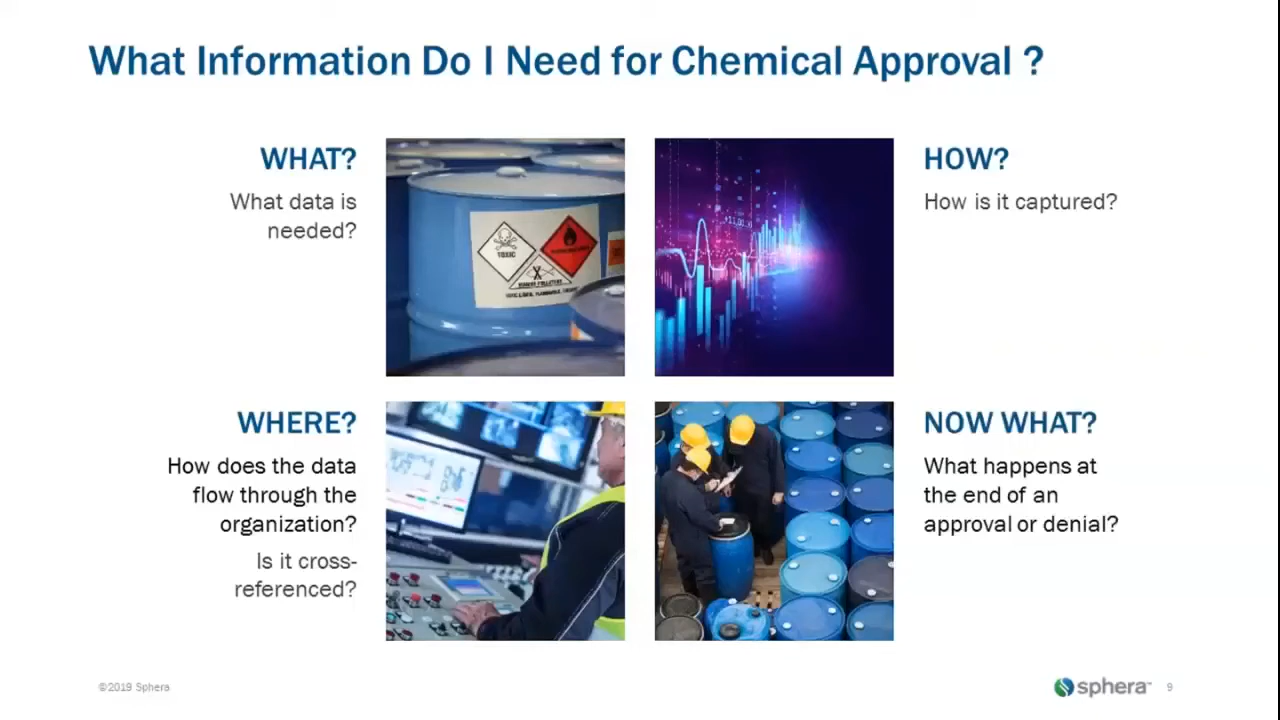 What Information Do I Need for Chemical Approval ?
WHAT?
What data is
needed?
TOXIC
HOW?
How is it captured?
WHERE?
How does the data
flow through the
organization?
Is it cross-
referenced?
NOW WHAT?
What happens at
the end of an
approval or denial?
©2019 Sphera
sphera™
9